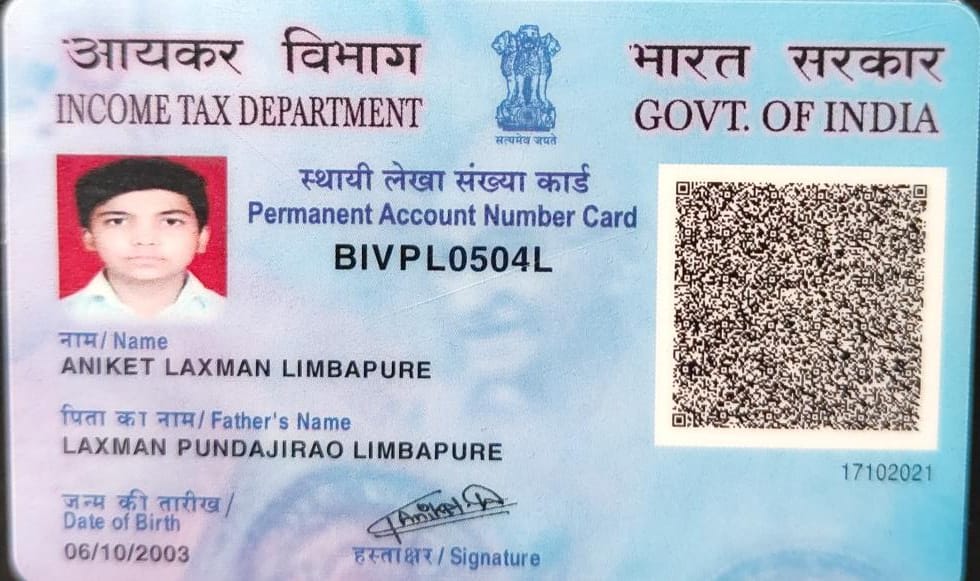 आयकर विभाग
INCOME TAX DEPARTMENT
भारत सरकार
GOVT. OF INDIA
सत्यमेव जयते
स्थायी लेखा संख्या कार्ड
Permanent Account Number Card
BIVPL0504L
नाम / Name
ANIKET LAXMAN LIMBAPURE
पिता का नाम / Father's Name
LAXMAN PUNDAJIRAO LIMBAPURE
जन्म की तारीख /
Date of Birth
06/10/2003
हस्ताक्षर / Signature
17102021